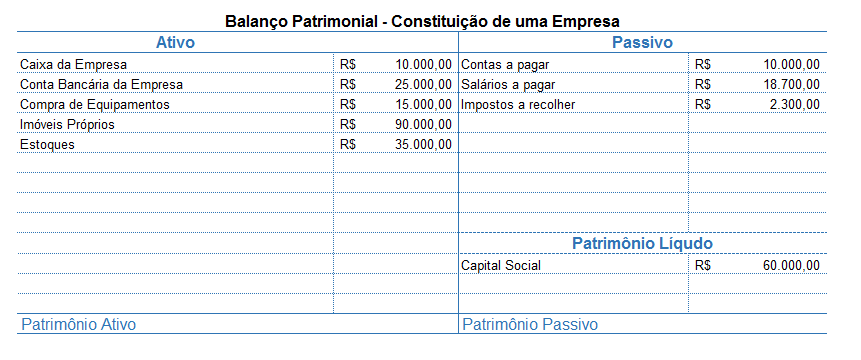 Balanço Patrimonial - Constituição de uma Empresa
Ativo Passivo
Caixa da Empresa R$ 10.000,00 Contas a pagar R$ 10.000,00
Conta Bancária da Empresa R$ 25.000,00 Salários a pagar R$ 18.700,00
Compra de Equipamentos R$ 15.000,00 Impostos a recolher R$ 2.300,00
Imóveis Próprios R$ 90.000,00
Estoques R$ 35.000,00
Patrimônio Líqudo
Capital Social R$ 60.000,00
Patrimônio Ativo Patrimônio Passivo